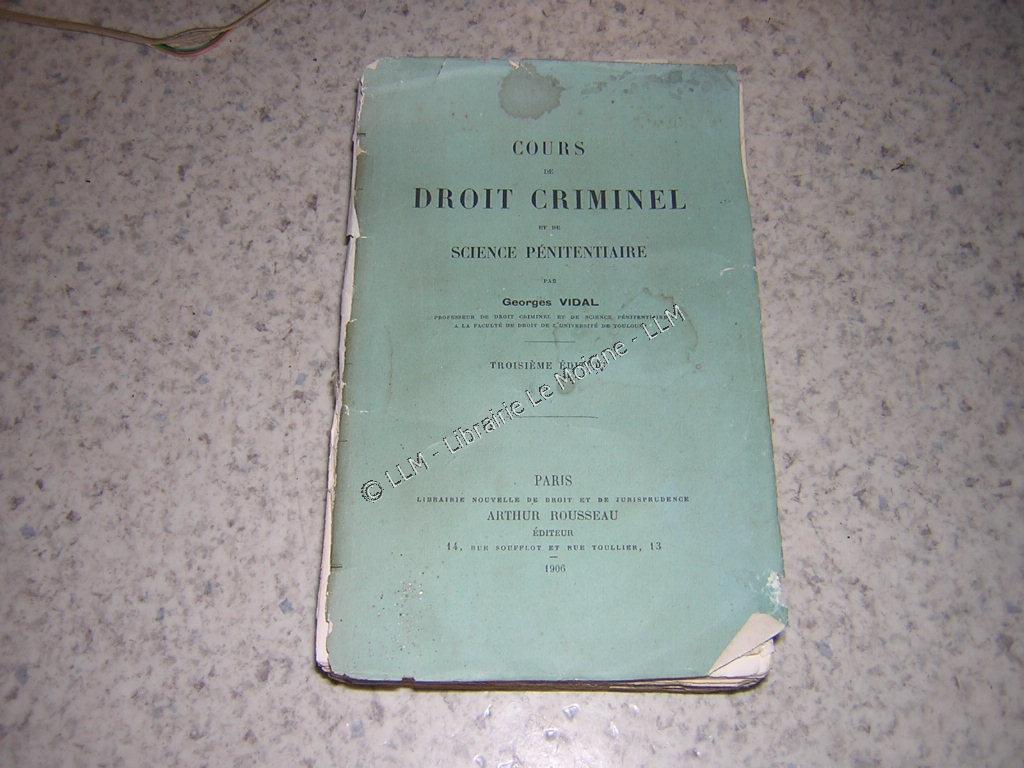 COURS
DE
DROIT CRIMINEL
ET DE
SCIENCE PÉNITENTIAIRE
PAR
Georges VIDAL
PROFESSEUR DE DROIT CRIMINEL ET DE SCIENCE PÉNITENTIAIRE
A LA FACULTÉ DE DROIT DE L'UNIVERSITÉ DE TOULOUSE
TROISIÈME ÉDITION
© LLM - Librairie Le Moigne - LLM
PARIS
LIBRAIRIE NOUVELLE DE DROIT ET DE JURISPRUDENCE
ARTHUR ROUSSEAU
ÉDITEUR
14, RUE SOUFFLOT ET RUE TOULLIER, 13
1906